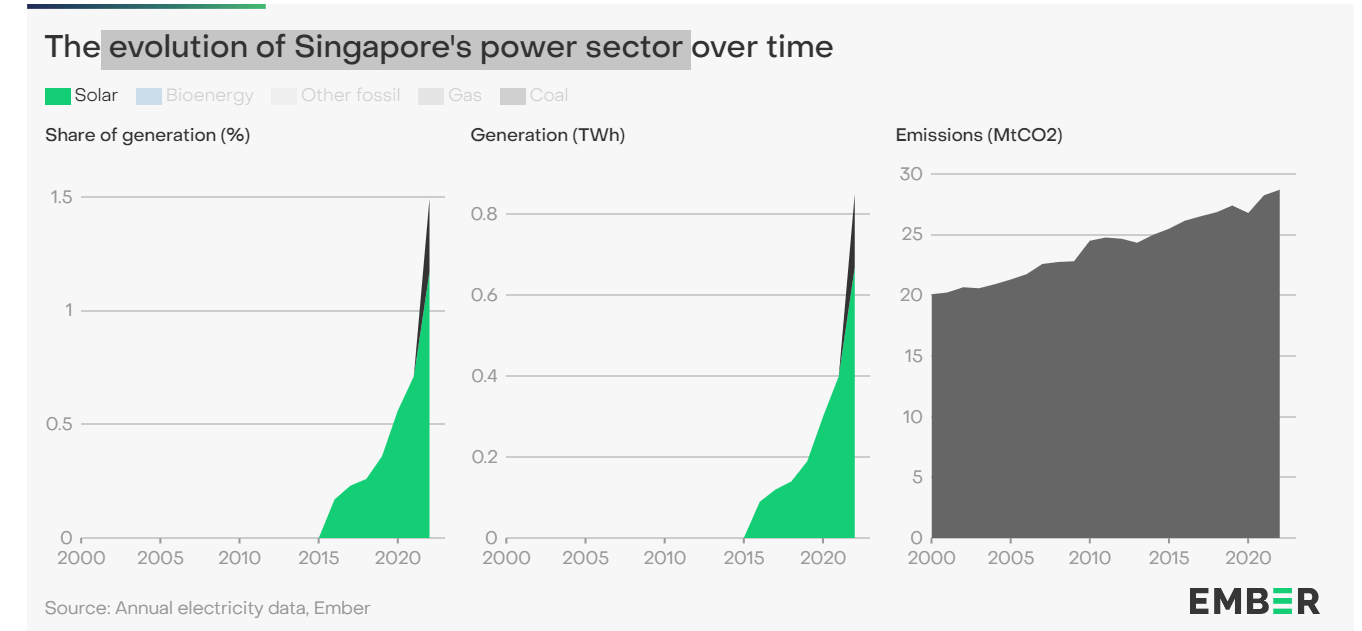 The evolution of Singapore's power sector over time
Solar Bioenergy Other fossil Gas Coal
Share of generation (%)
1.5
1
0.5
0
2000 2005 2010 2015 2020
Generation (TWh)
0.8
0.6
0.4
0.2
0
2000 2005 2010 2015 2020
Emissions (MtCO2)
30
25
20
15
10
5
0
2000 2005 2010 2015 2020
Source: Annual electricity data, Ember
EMBER